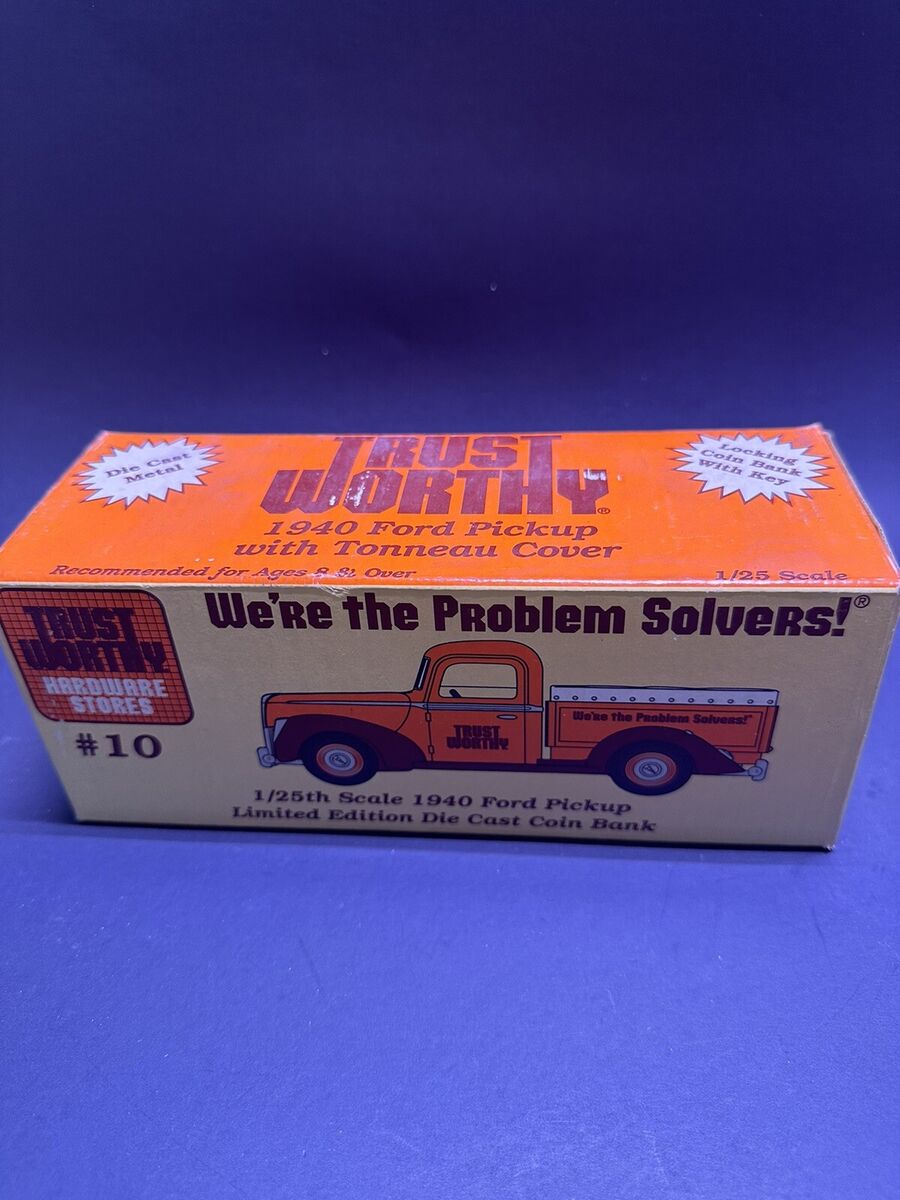 Die Cast
Metal
TRUST
WORTHY®
Locking
Coin Bank
With Key
1940 Ford Pickup
with Tonneau Cover
Recommended for Ages 8 & Over
1/25 Scale
TRUST
WORTHY
HARDWARE
STORES
#10
We're the Problem Solvers!®
We're the Problem Solvers!®
TRUST
WORTHY
1/25th Scale 1940 Ford Pickup
Limited Edition Die Cast Coin Bank